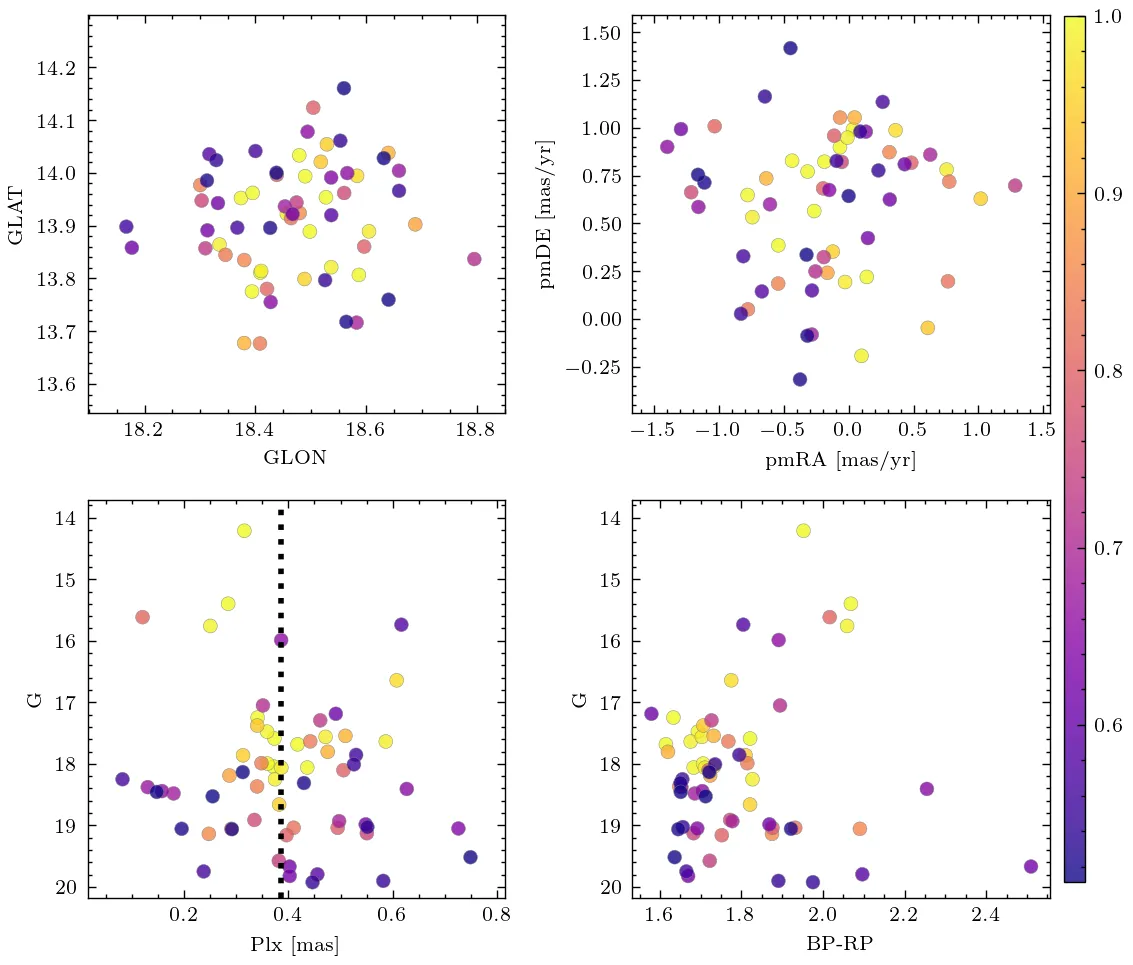 14.2
14.1
14.0
13.9
13.8
13.7
13.6
GLAT
18.2 18.4 18.6 18.8
GLON
1.50
1.25
1.00
0.75
0.50
0.25
0.00
−0.25
pmDE [mas/yr]
−1.5 −1.0 −0.5 0.0 0.5 1.0 1.5
pmRA [mas/yr]
1.0
0.9
0.8
0.7
0.6
14
15
16
17
18
19
20
G
0.2 0.4 0.6 0.8
Plx [mas]
14
15
16
17
18
19
20
G
1.6 1.8 2.0 2.2 2.4
BP-RP